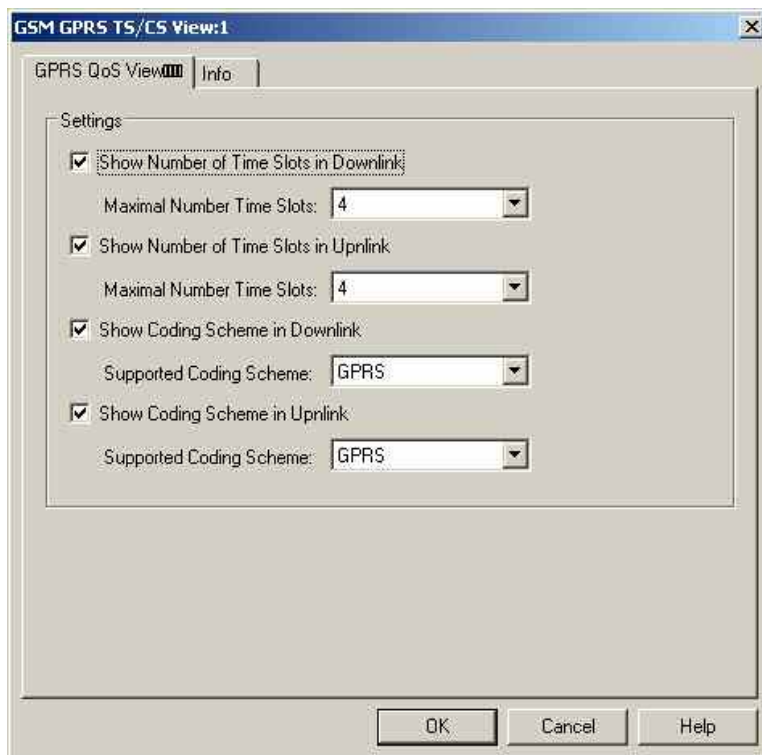 GSM GPRS TS/CS View:1
GPRS QoS View
Info
Settings
Show Number of Time Slots in Downlink
Maximal Number Time Slots: 4
Show Number of Time Slots in Upnlink
Maximal Number Time Slots: 4
Show Coding Scheme in Downlink
Supported Coding Scheme: GPRS
Show Coding Scheme in Upnlink
Supported Coding Scheme: GPRS
OK Cancel Help